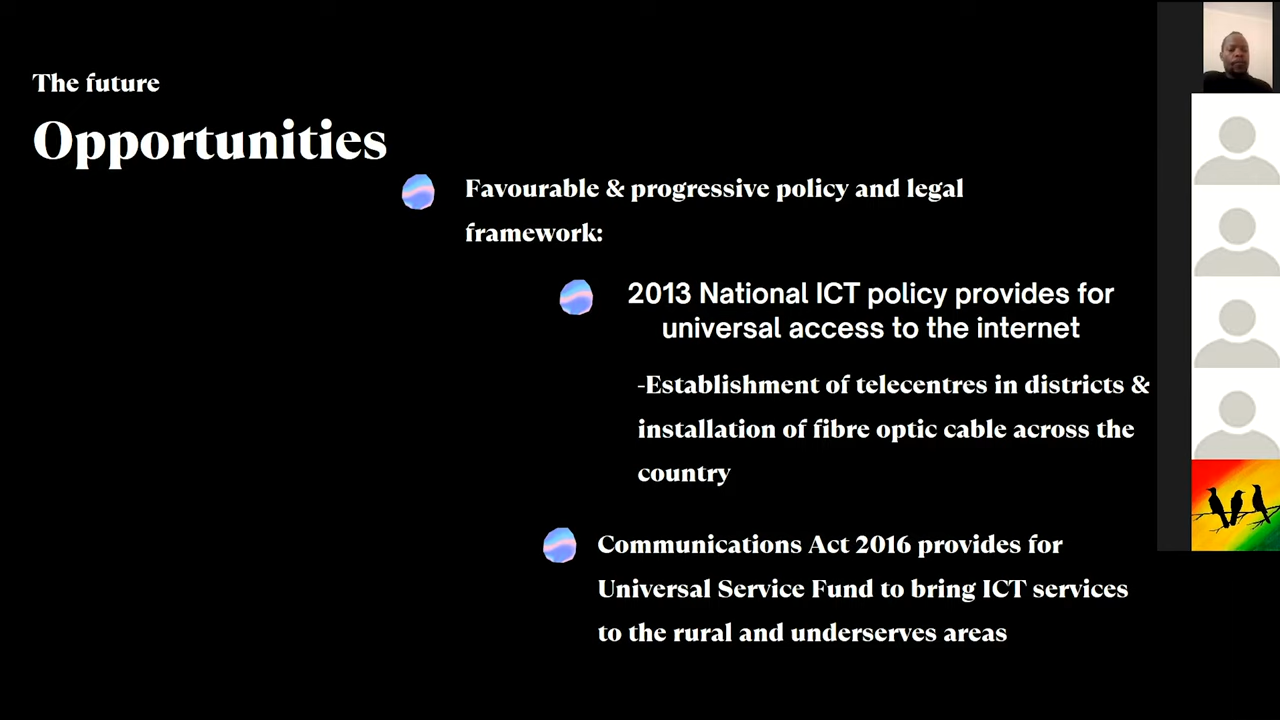 The future
Opportunities
Favourable & progressive policy and legal
framework:
2013 National ICT policy provides for
universal access to the internet
-Establishment of telecentres in districts &
installation of fibre optic cable across the
country
Communications Act 2016 provides for
Universal Service Fund to bring ICT services
to the rural and underserves areas